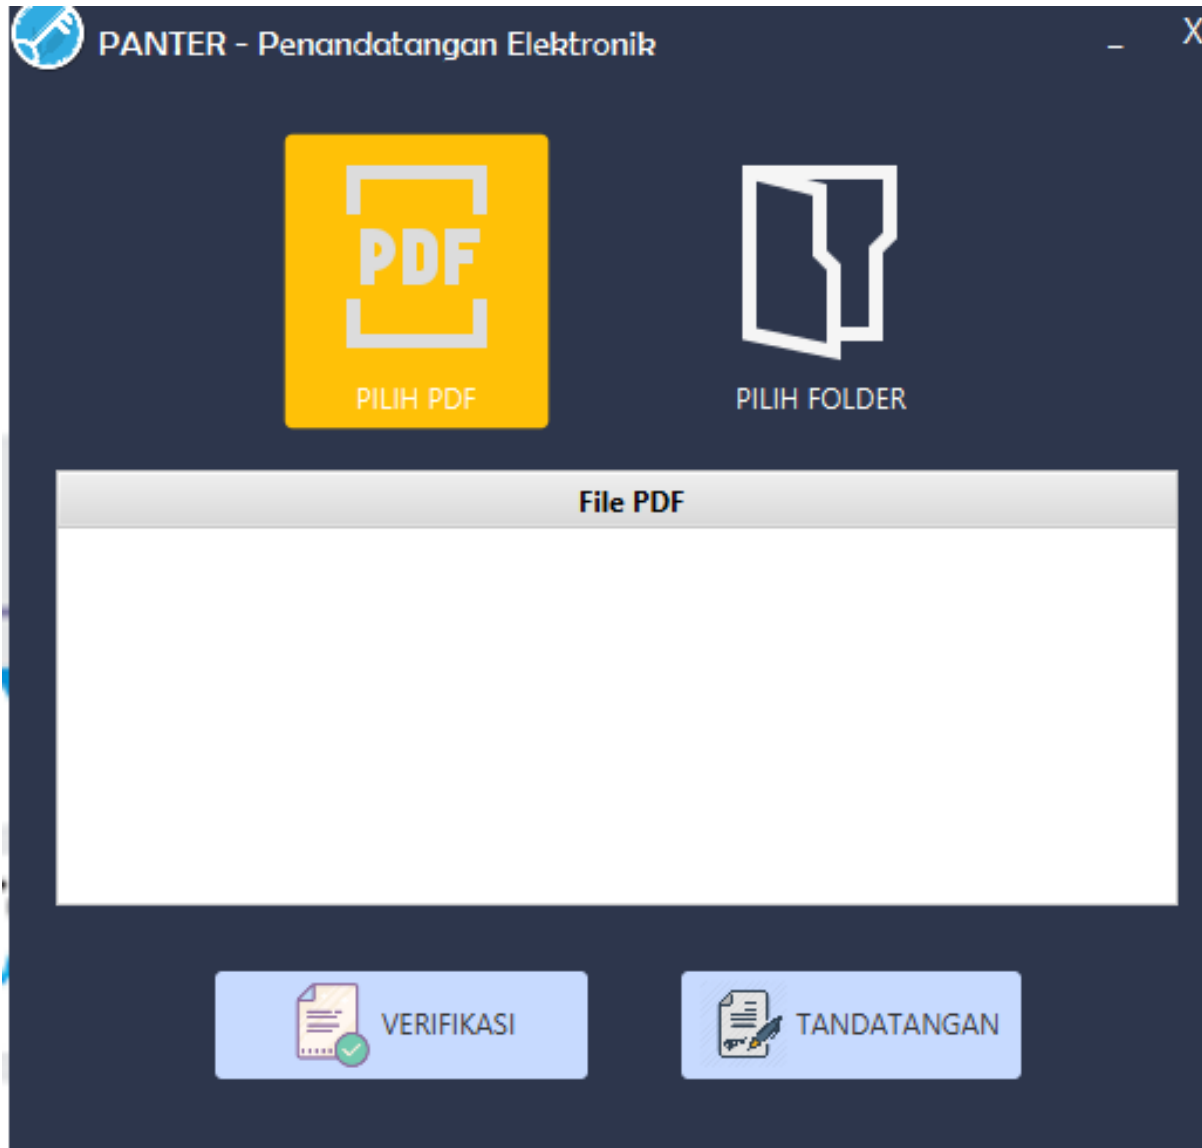 PANTER - Penandatangan Elektronik
_ X
PDF
PILIH PDF
PILIH FOLDER
File PDF
VERIFIKASI
TANDATANGAN